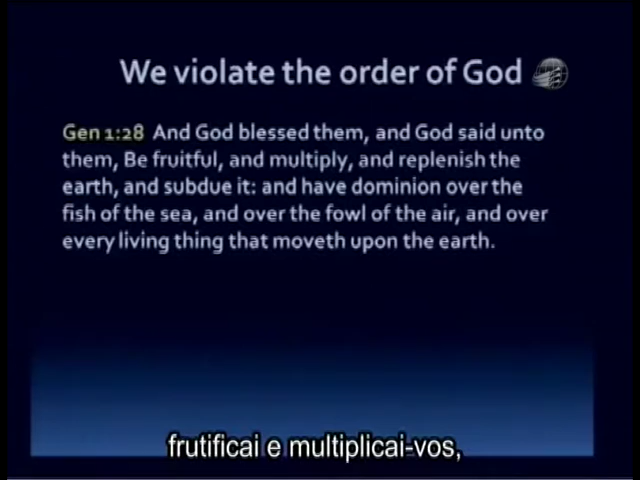 We violate the order of God
Gen 1:28 And God blessed them, and God said unto
them, Be fruitful, and multiply, and replenish the
earth, and subdue it: and have dominion over the
fish of the sea, and over the fowl of the air, and over
every living thing that moveth upon the earth.
frutificai e multiplicai-vos,